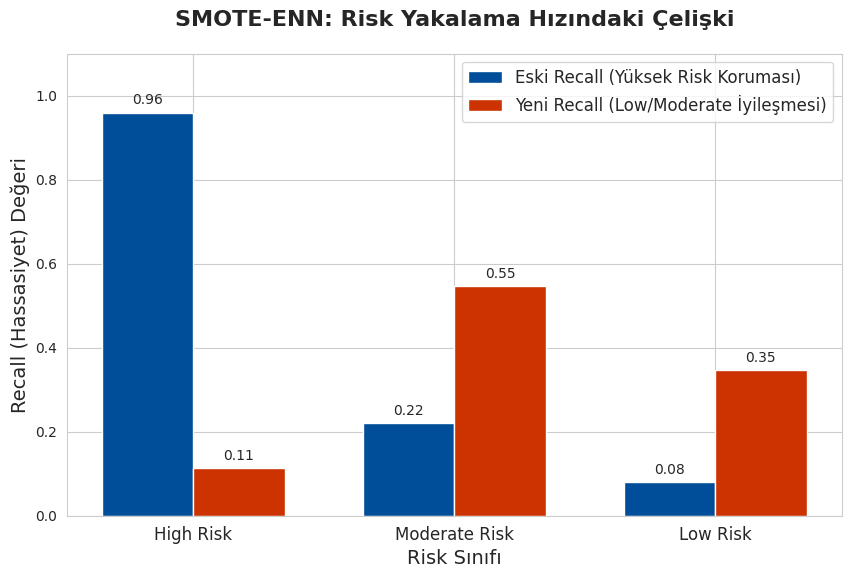 SMOTE-ENN: Risk Yakalama Hızındaki Çelişki
Eski Recall (Yüksek Risk Koruması)
Yeni Recall (Low/Moderate İyileşmesi)
Recall (Hassasiyet) Değeri
1.0
0.8
0.6
0.4
0.2
0.0
0.96
0.11
0.22
0.55
0.08
0.35
High Risk
Moderate Risk
Low Risk
Risk Sınıfı